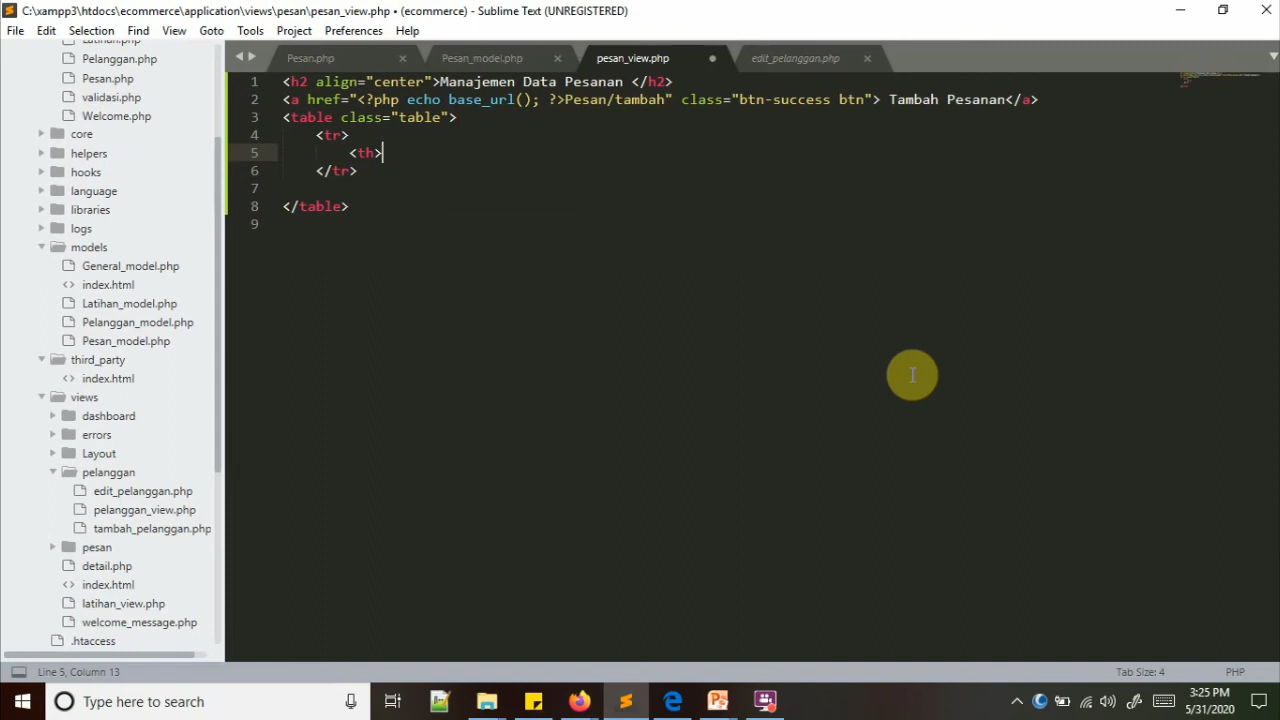 C:\xampp3\htdocs\ecommerce\application\views\pesan\pesan_view.php • (ecommerce) - Sublime Text (UNREGISTERED)
File Edit Selection Find View Goto Tools Project Preferences Help
Latihan.php
Pelanggan.php
Pesan.php
validasi.php
Welcome.php
core
helpers
hooks
language
libraries
logs
models
General_model.php
index.html
Latihan_model.php
Pelanggan_model.php
Pesan_model.php
third_party
index.html
views
dashboard
errors
Layout
pelanggan
edit_pelanggan.php
pelanggan_view.php
tambah_pelanggan.php
pesan
detail.php
index.html
latihan_view.php
welcome_message.php
.htaccess
Pesan.php Pesan_model.php pesan_view.php edit_pelanggan.php
1 <h2 align="center">Manajemen Data Pesanan </h2>
2 <a href="<?php echo base_url(); ?>Pesan/tambah" class="btn-success btn"> Tambah Pesanan</a>
3 <table class="table">
4 <tr>
5 <th>
6 </tr>
7
8 </table>
9
Line 5, Column 13 Tab Size: 4 PHP
Type here to search
3:25 PM
5/31/2020